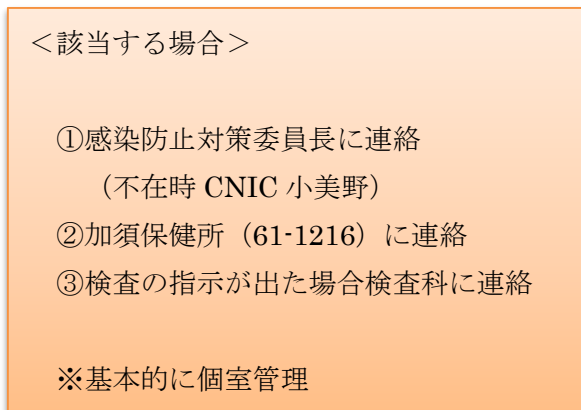 ＜該当する場合＞
①感染防止対策委員長に連絡
（不在時 CNIC 小美野）
②加須保健所（61-1216）に連絡
③検査の指示が出た場合検査科に連絡
※基本的に個室管理